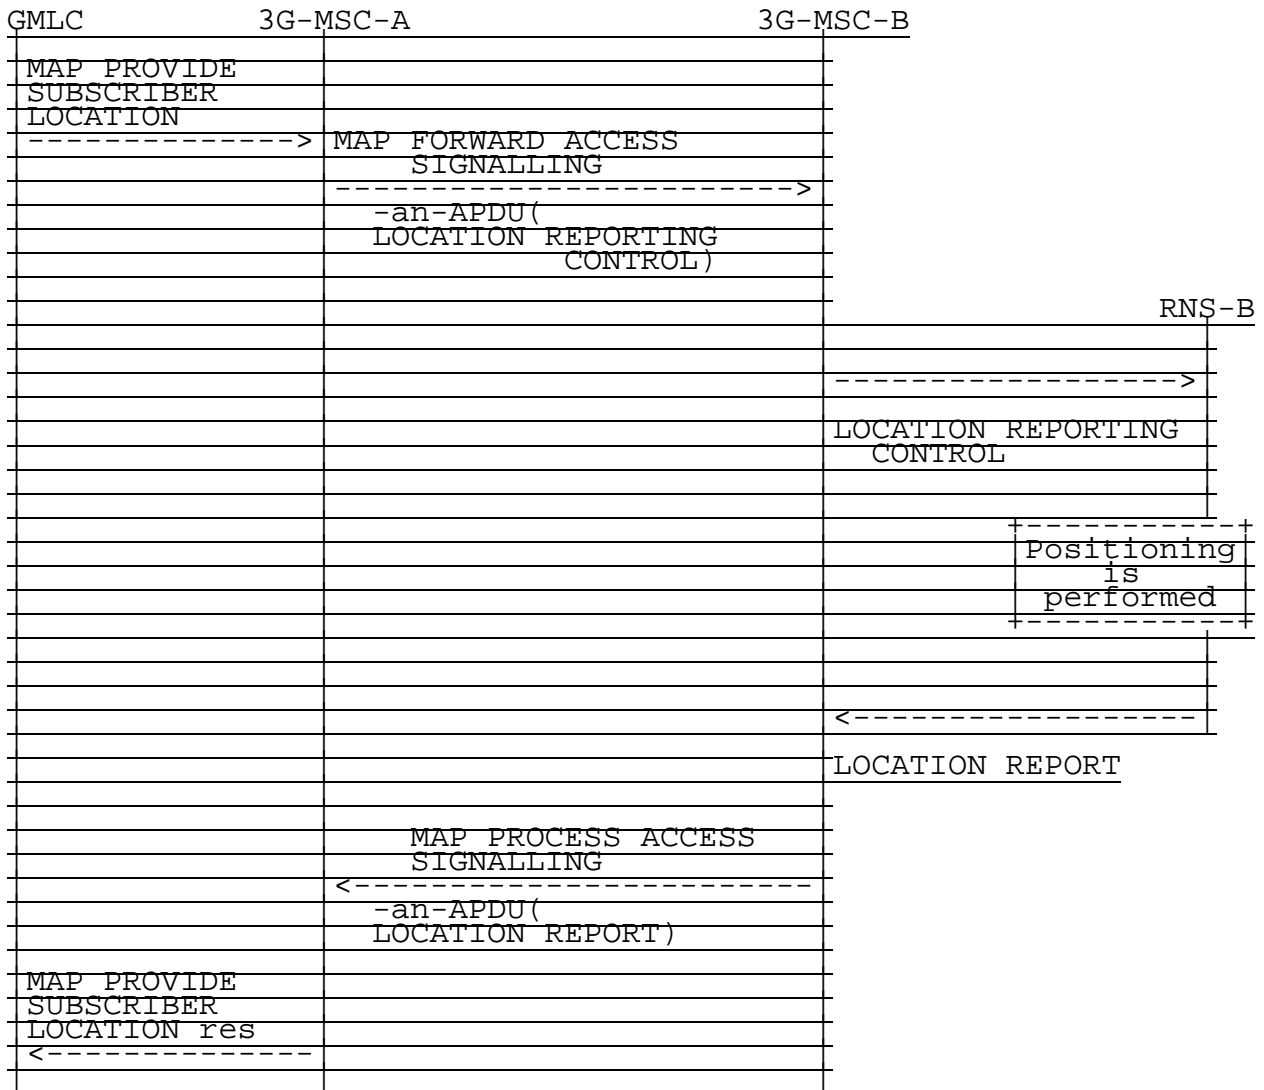 GMLC 3G-MSC-A 3G-MSC-B
MAP PROVIDE
SUBSCRIBER
LOCATION
--------------> MAP FORWARD ACCESS
SIGNALLING
------------------------>
-an-APDU(
LOCATION REPORTING
CONTROL)
RNS-B
------------------>
LOCATION REPORTING
CONTROL
+-----------+
|Positioning|
is
performed
+-----------+
<------------------
LOCATION REPORT
MAP PROCESS ACCESS
SIGNALLING
<------------------------
-an-APDU(
LOCATION REPORT)
MAP PROVIDE
SUBSCRIBER
LOCATION res
<--------------